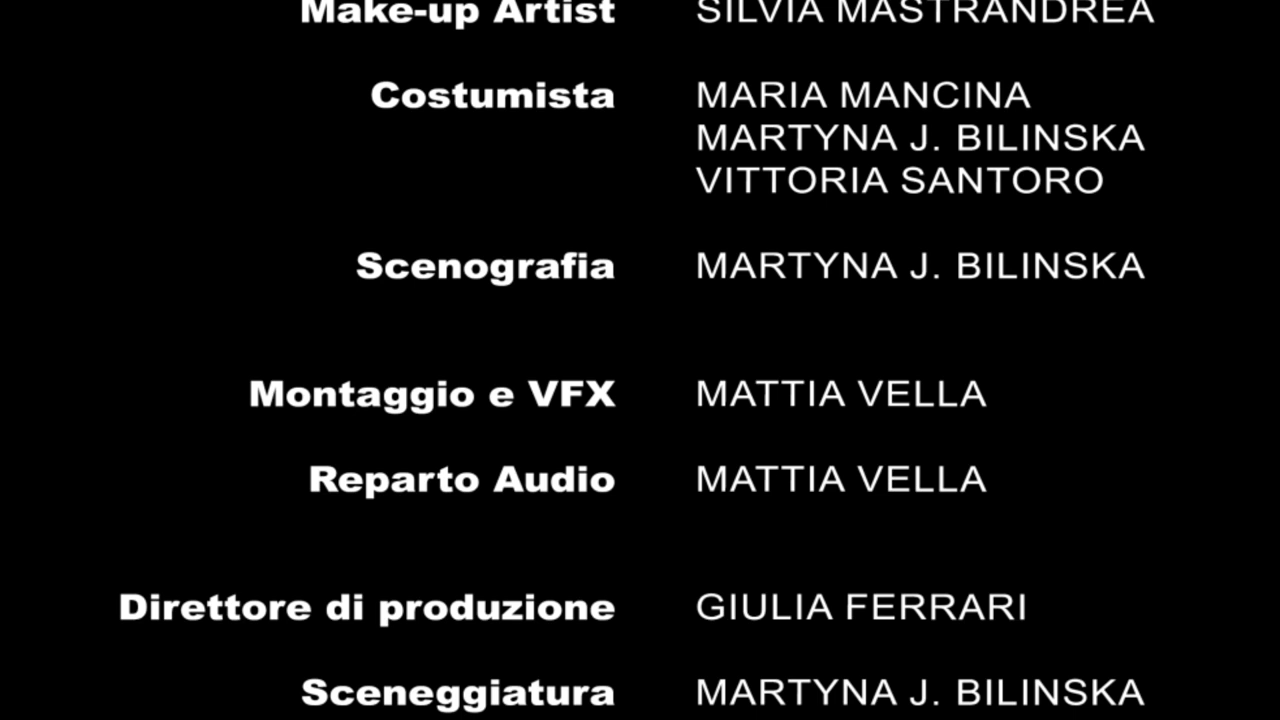 Make-up Artist SILVIA MASTRANDREA
Costumista MARIA MANCINA
MARTYNA J. BILINSKA
VITTORIA SANTORO
Scenografia MARTYNA J. BILINSKA
Montaggio e VFX MATTIA VELLA
Reparto Audio MATTIA VELLA
Direttore di produzione GIULIA FERRARI
Sceneggiatura MARTYNA J. BILINSKA